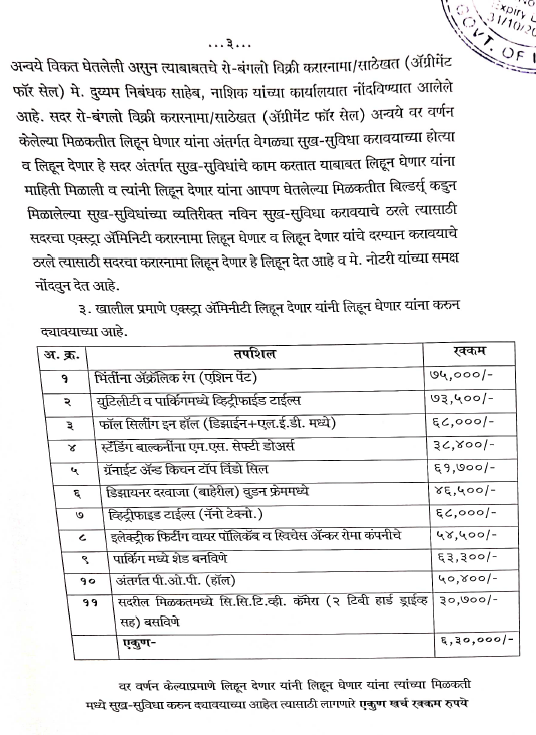 ...३...
अन्वये विकत घेतलेली असुन त्याबाबतचे रो-बंगलो विक्री करारनामा/साठेखत (ॲग्रीमेंट
फॉर सेल) मे. दुय्यम निबंधक साहेब, नाशिक यांच्या कार्यालयात नोंदविण्यात आलेले
आहे. सदर रो-बंगलो विक्री करारनामा/साठेखत (ॲग्रीमेंट फॉर सेल) अन्वये वर वर्णन
केलेल्या मिळकतीत लिहून घेणार यांना अंतर्गत वेगळ्या सुख-सुविधा करावयाच्या होत्या
व लिहून देणार हे सदर अंतर्गत सुख-सुविधांचे काम करतात याबाबत लिहून घेणार यांना
माहिती मिळाली व त्यांनी लिहून देणार यांना आपण घेतलेल्या मिळकतीत बिल्डर्स् कडुन
मिळालेल्या सुख-सुविधांच्या व्यतिरीक्त नविन सुख-सुविधा करावयाचे ठरले त्यासाठी
सदरचा एक्स्ट्रा ॲमिनिटी करारनामा लिहून घेणार व लिहून देणार यांचे दरम्यान करावयाचे
ठरले त्यासाठी सदरचा करारनामा लिहून देणार हे लिहून देत आहे व मे. नोटरी यांच्या समक्ष
नोंदवुन देत आहे.
३. खालील प्रमाणे एक्स्ट्रा ॲमिनीटी लिहून देणार यांनी लिहून घेणार यांना करुन
द्यावयाच्या आहे.
अ. क्र. तपशिल रक्कम
१ भिंतींना ॲक्रॅलिक रंग (एशिन पेंट) ७५,०००/-
२ युटिलीटी व पार्किंगमध्ये व्हिट्रीफाईड टाईल्स ७३,५००/-
३ फॉल सिलींग इन हॉल (डिझाईन+एल.ई.डी. मध्ये) ६८,०००/-
४ स्टॅंडिंग बाल्कनींना एम.एस. सेफ्टी डोअर्स ३८,४००/-
५ ग्रॅनाईट ॲन्ड किचन टॉप विंडो सिल ६१,७००/-
६ डिझायनर दरवाजा (बाहेरील) वुडन फ्रेममध्ये ४६,५००/-
७ व्हिट्रीफाइड टाईल्स (नॅनो टेक्नो.) ६८,०००/-
८ इलेक्ट्रीक फिटींग वायर पॉलिकॅब व स्विचेस ॲन्कर रोमा कंपनीचे ५४,५००/-
९ पार्किंग मध्ये शेड बनविणे ६३,३००/-
१० अंतर्गत पी.ओ.पी. (हॉल) ५०,४००/-
११ सदरील मिळकतमध्ये सि.सि.टि.व्ही. कॅमेरा (२ टिबी हार्ड ड्राईव्ह ३०,७००/-
सह) बसविणे
एकुण- ६,३०,०००/-
वर वर्णन केल्याप्रमाणे लिहून देणार यांनी लिहून घेणार यांना त्यांच्या मिळकती
मध्ये सुख-सुविधा करुन द्यावयाच्या आहेत त्यासाठी लागणारे एकुण खर्च रक्कम रुपये
Expiry
31/10/20
VT. OF